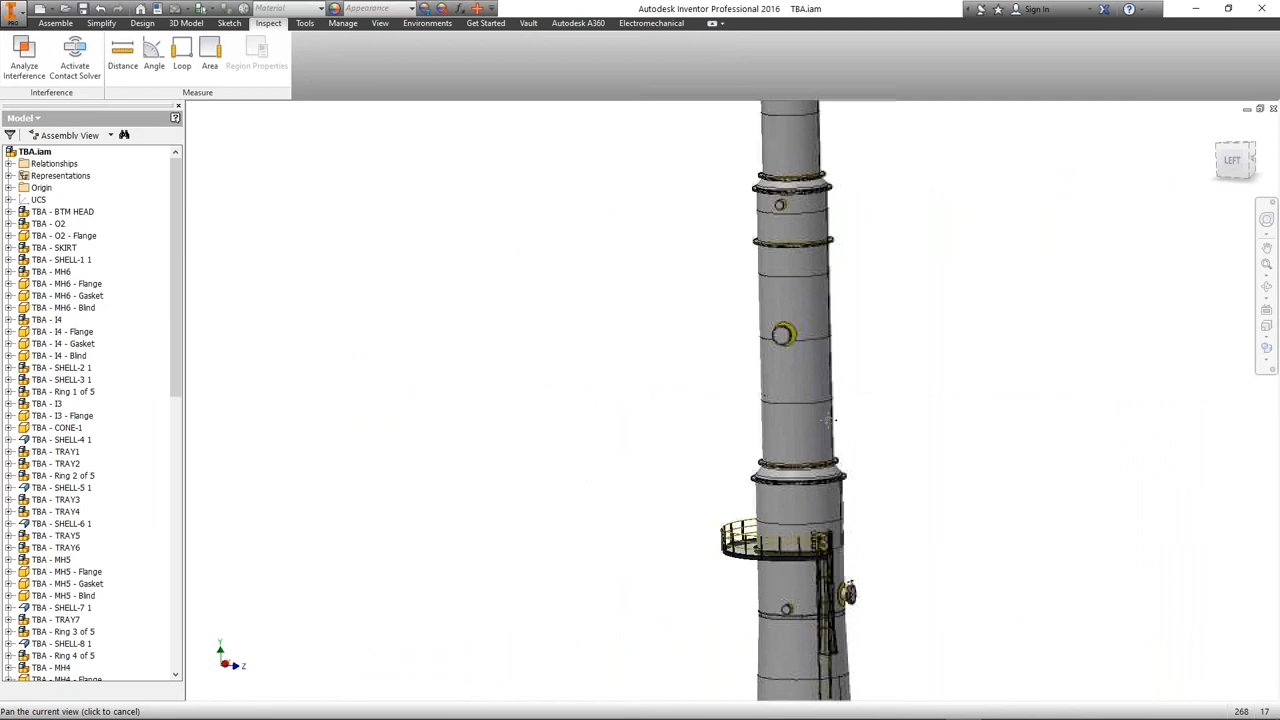 Material
Appearance
Autodesk Inventor Professional 2016 TBA.iam
Sign In
PRO
Assemble Simplify Design 3D Model Sketch Inspect Tools Manage View Environments Get Started Vault Autodesk A360 Electromechanical
Analyze Interference
Activate Contact Solver
Distance
Angle
Loop
Area
Region Properties
Interference
Measure
Model
Assembly View
TBA.iam
Relationships
Representations
Origin
UCS
TBA - BTM HEAD
TBA - O2
TBA - O2 - Flange
TBA - SKIRT
TBA - SHELL-1 1
TBA - MH6
TBA - MH6 - Flange
TBA - MH6 - Gasket
TBA - MH6 - Blind
TBA - I4
TBA - I4 - Flange
TBA - I4 - Gasket
TBA - I4 - Blind
TBA - SHELL-2 1
TBA - SHELL-3 1
TBA - Ring 1 of 5
TBA - I3
TBA - I3 - Flange
TBA - CONE-1
TBA - SHELL-4 1
TBA - TRAY1
TBA - TRAY2
TBA - Ring 2 of 5
TBA - SHELL-5 1
TBA - TRAY3
TBA - TRAY4
TBA - SHELL-6 1
TBA - TRAY5
TBA - TRAY6
TBA - MH5
TBA - MH5 - Flange
TBA - MH5 - Gasket
TBA - MH5 - Blind
TBA - SHELL-7 1
TBA - TRAY7
TBA - Ring 3 of 5
TBA - SHELL-8 1
TBA - Ring 4 of 5
TBA - MH4
TBA - MH4 - Flange
LEFT
Y
Z
Pan the current view (click to cancel)
268 17